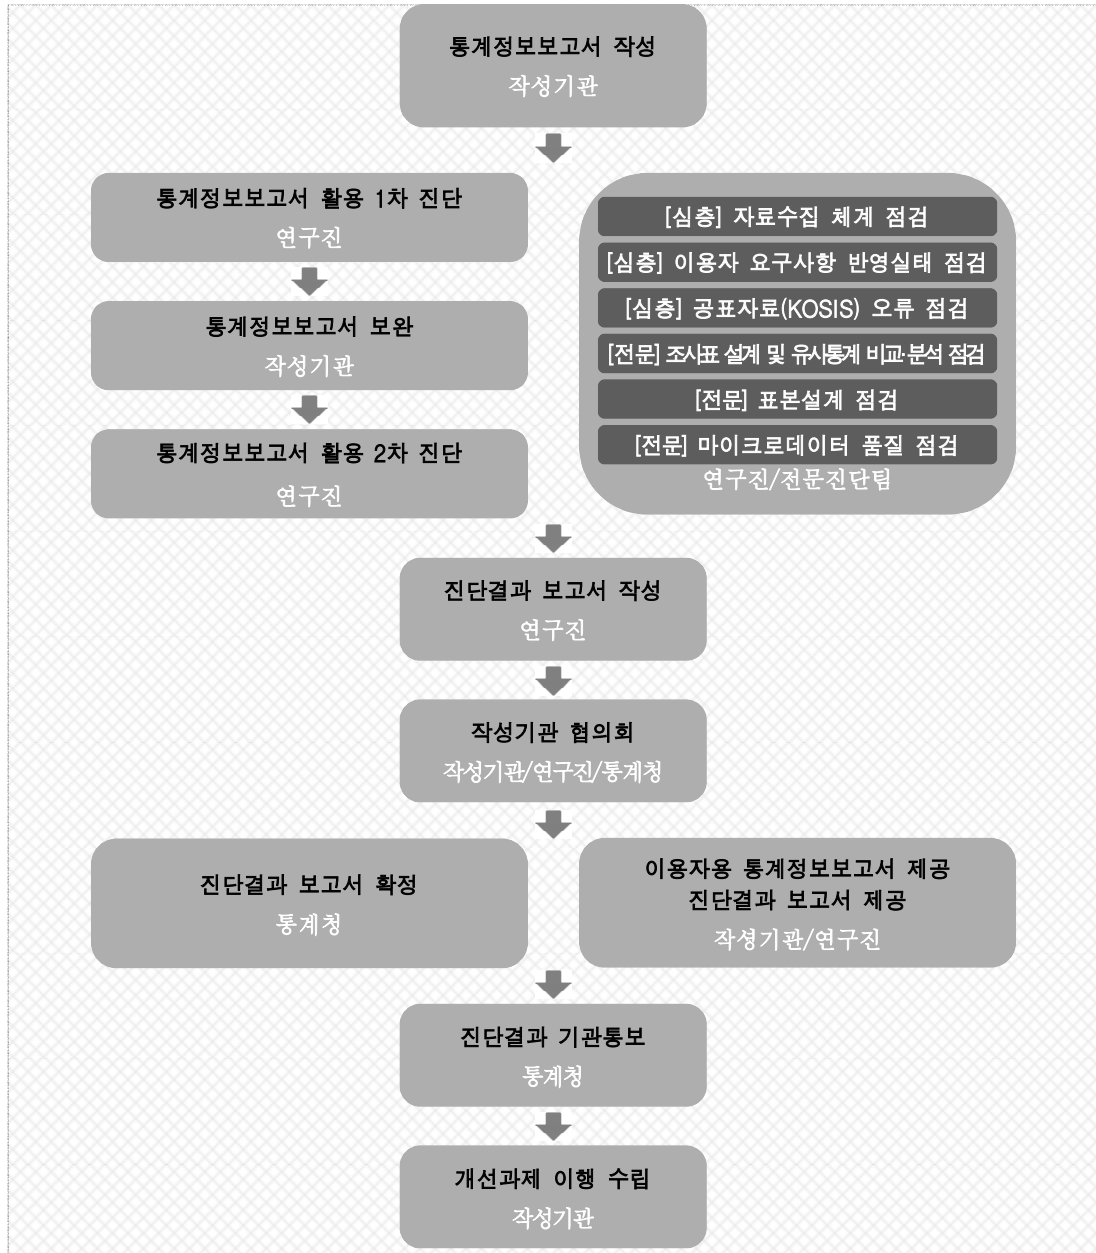 통계정보보고서 작성
작성기관
통계정보보고서 활용 1차 진단
연구진
통계정보보고서 보완
작성기관
통계정보보고서 활용 2차 진단
연구진
[심층] 자료수집 체계 점검
[심층] 이용자 요구사항 반영실태 점검
[심층] 공표자료(KOSIS) 오류 점검
[전문] 조사표 설계 및 유사통계 비교·분석 점검
[전문] 표본설계 점검
[전문] 마이크로데이터 품질 점검
연구진/전문진단팀
진단결과 보고서 작성
연구진
작성기관 협의회
작성기관/연구진/통계청
진단결과 보고서 확정
통계청
이용자용 통계정보보고서 제공
진단결과 보고서 제공
작셩기관/연구진
진단결과 기관통보
통계청
개선과제 이행 수립
작성기관